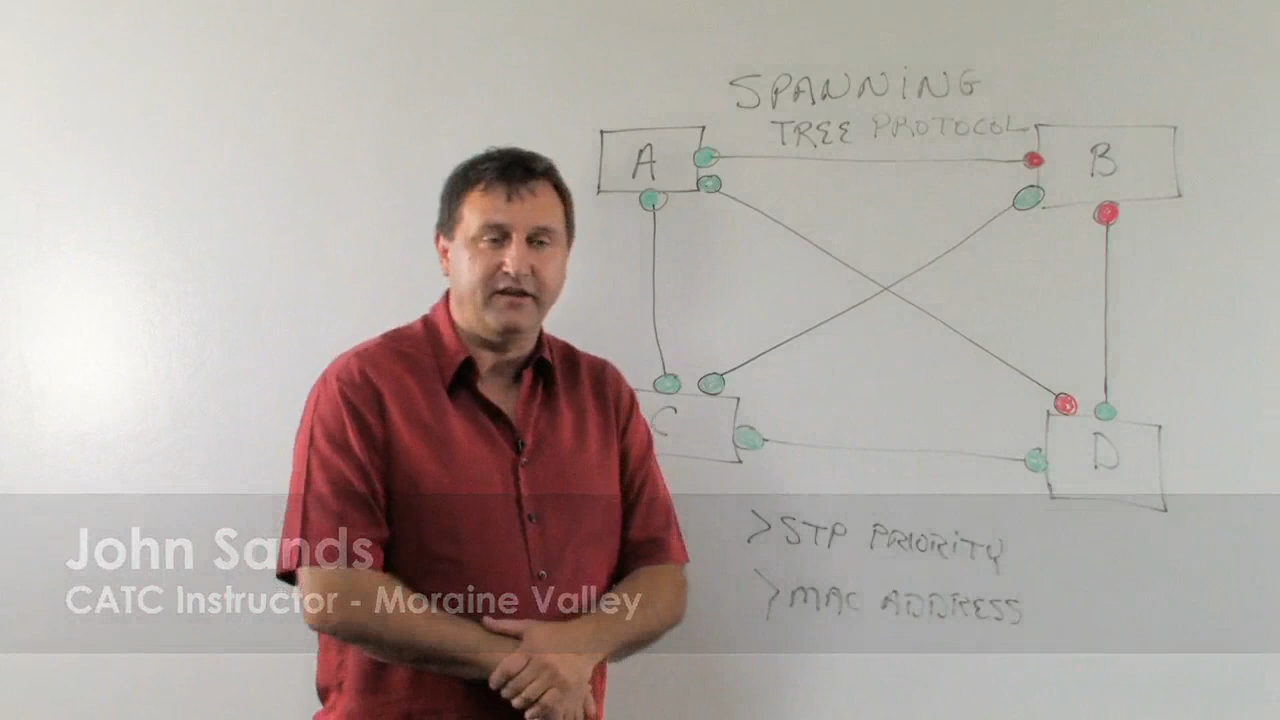 SPANNING
TREE PROTOCOL
A
B
C
D
>STP PRIORITY
>MAC ADDRESS
John Sands
CATC Instructor - Moraine Valley